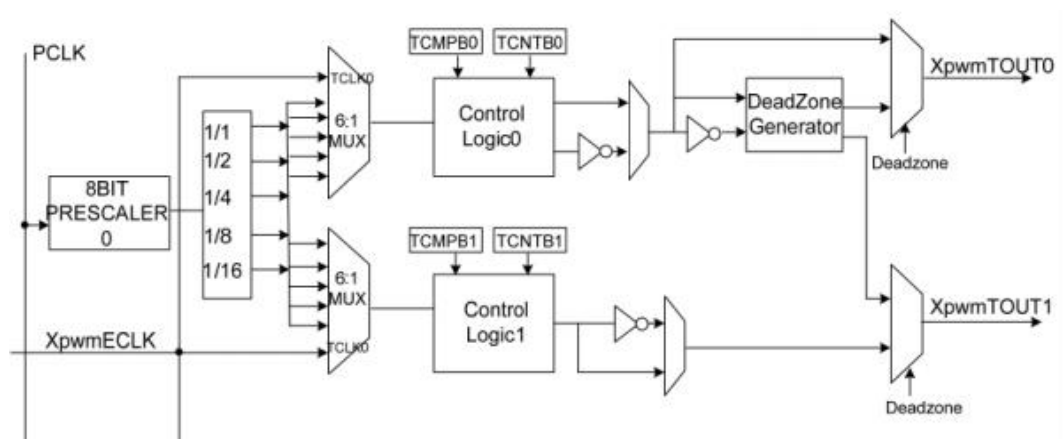 PCLK
TCMPB0
TCNTB0
XpwmTOUT0
TCLK0
6:1
MUX
Control
Logic0
DeadZone
Generator
Deadzone
1/1
1/2
1/4
1/8
1/16
8BIT
PRESCALER
0
TCMPB1
TCNTB1
6:1
MUX
Control
Logic1
XpwmTOUT1
XpwmECLK
TCLK0
Deadzone